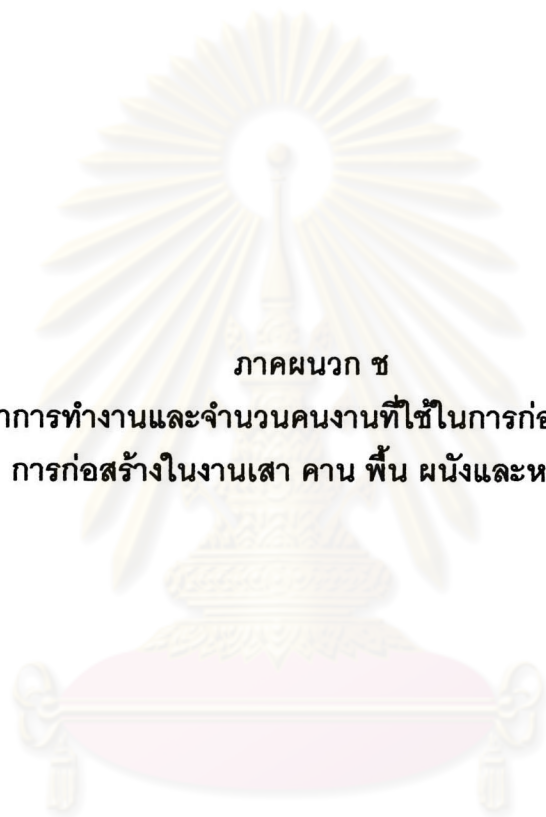 ภาคผนวก ช
าการทำงานและจำนวนคนงานที่ใช้ในการก่อ
การก่อสร้างในงานเสา คาน พื้น ผนังและห